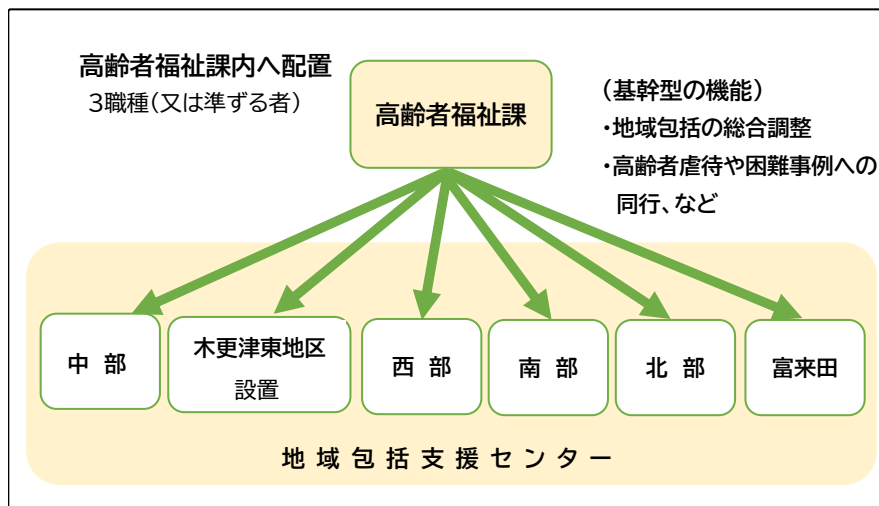 高齢者福祉課内へ配置
３職種（又は準ずる者）
高齢者福祉課
（基幹型の機能）
・地域包括の総合調整
・高齢者虐待や困難事例への
同行、など
中 部
木更津東地区
設置
西 部
南 部
北 部
富来田
地 域 包 括 支 援 セ ン タ ー